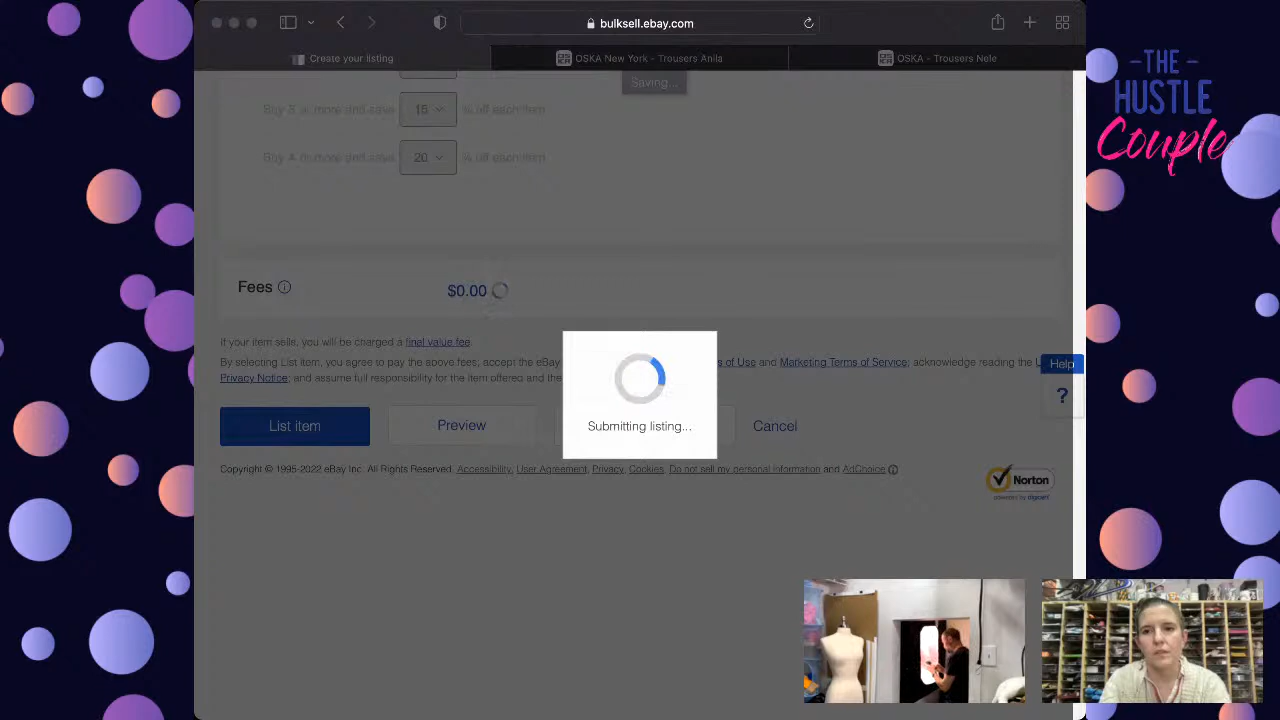 bulksell.ebay.com
Create your listing
OSKA New York - Trousers Anila
OSKA - Trousers Nele
Saving...
Buy 3 or more and save 15 % off each item
Buy 4 or more and save 20 % off each item
Fees
$0.00
If your item sells, you will be charged a final value fee.
By selecting List item, you agree to pay the above fees, accept the eBay
s of Use and Marketing Terms of Service; acknowledge reading the
Privacy Notice; and assume full responsibility for the item offered and the
Submitting listing...
List item
Preview
Cancel
Help
?
Copyright © 1995-2022 eBay Inc. All Rights Reserved. Accessibility, User Agreement, Privacy, Cookies, Do not sell my personal information and AdChoice
Norton
powered by digicert
-THE-
HUSTLE
Couple